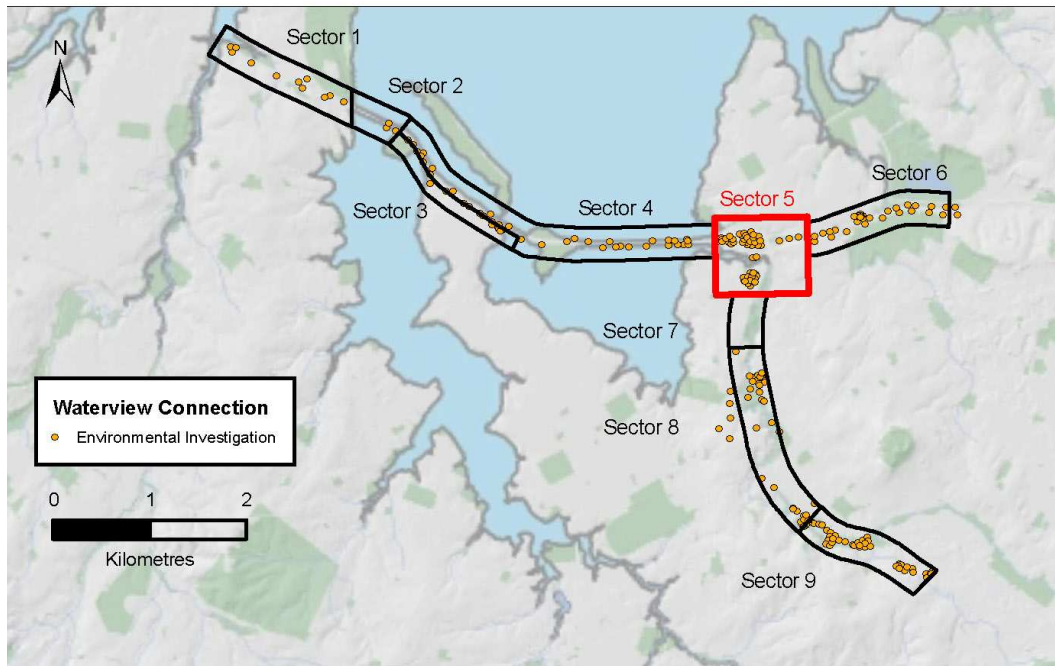 Sector 1
N
Sector 2
Sector 6
Sector 5
Sector 4
Sector 3
Sector 7
Waterview Connection
Environmental Investigation
Sector 8
0 1 2
Kilometres
Sector 9